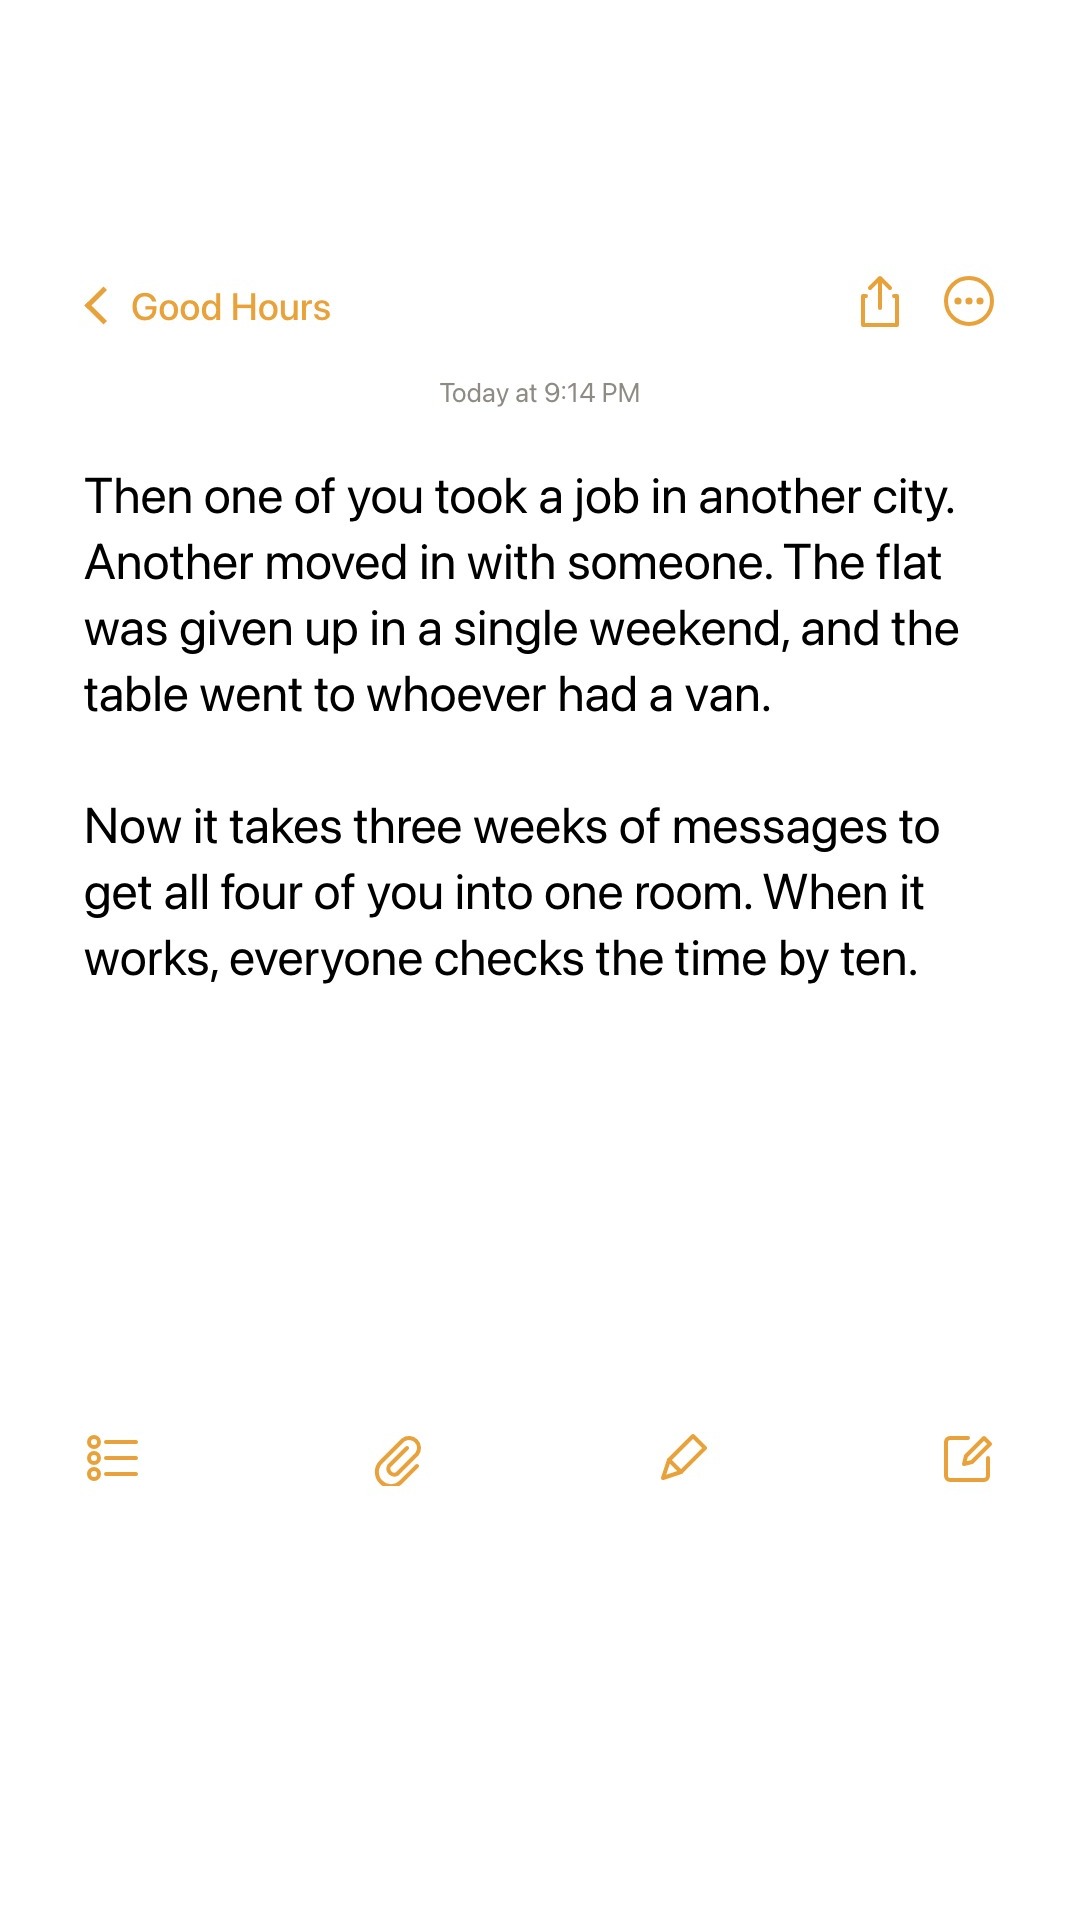 Good Hours
Today at 9:14 PM
Then one of you took a job in another city.
Another moved in with someone. The flat
was given up in a single weekend, and the
table went to whoever had a van.
Now it takes three weeks of messages to
get all four of you into one room. When it
works, everyone checks the time by ten.